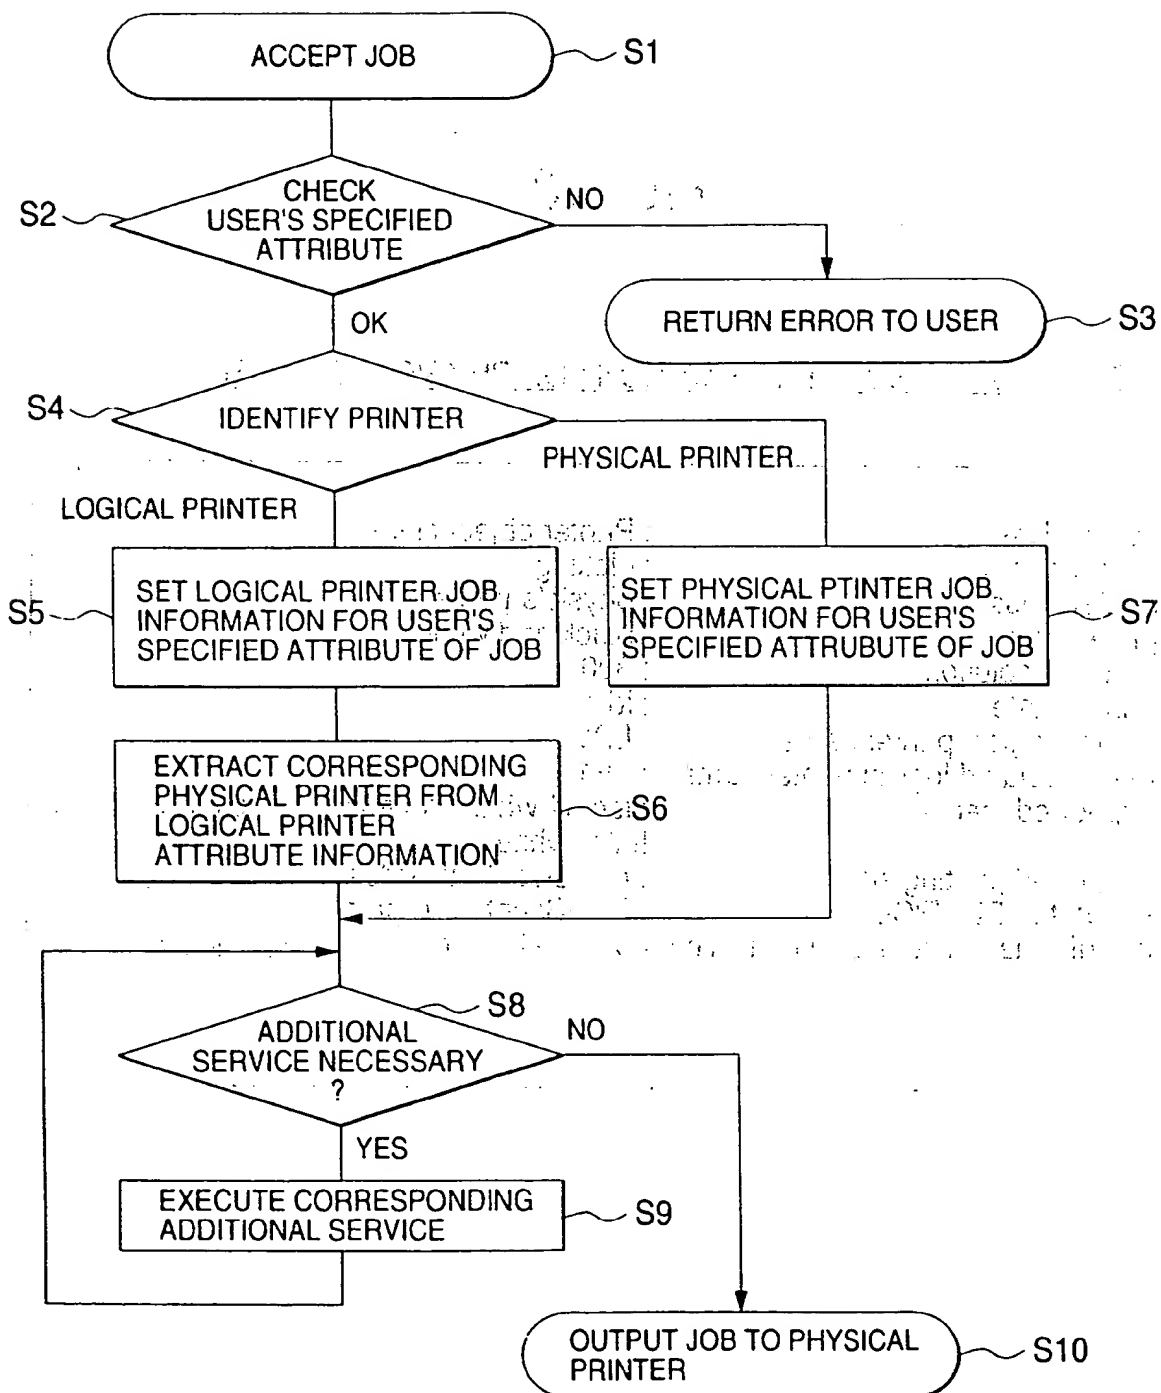 ACCEPT JOB
S1
CHECK
USER'S SPECIFIED
ATTRIBUTE
S2
NO
RETURN ERROR TO USER
S3
OK
IDENTIFY PRINTER
S4
PHYSICAL PRINTER
LOGICAL PRINTER
SET LOGICAL PRINTER JOB
INFORMATION FOR USER'S
SPECIFIED ATTRIBUTE OF JOB
S5
SET PHYSICAL PTINTER JOB
INFORMATION FOR USER'S
SPECIFIED ATTRUBUTE OF JOB
S7
EXTRACT CORRESPONDING
PHYSICAL PRINTER FROM
LOGICAL PRINTER
ATTRIBUTE INFORMATION
S6
S8
ADDITIONAL
SERVICE NECESSARY
?
NO
YES
EXECUTE CORRESPONDING
ADDITIONAL SERVICE
S9
OUTPUT JOB TO PHYSICAL
PRINTER
S10